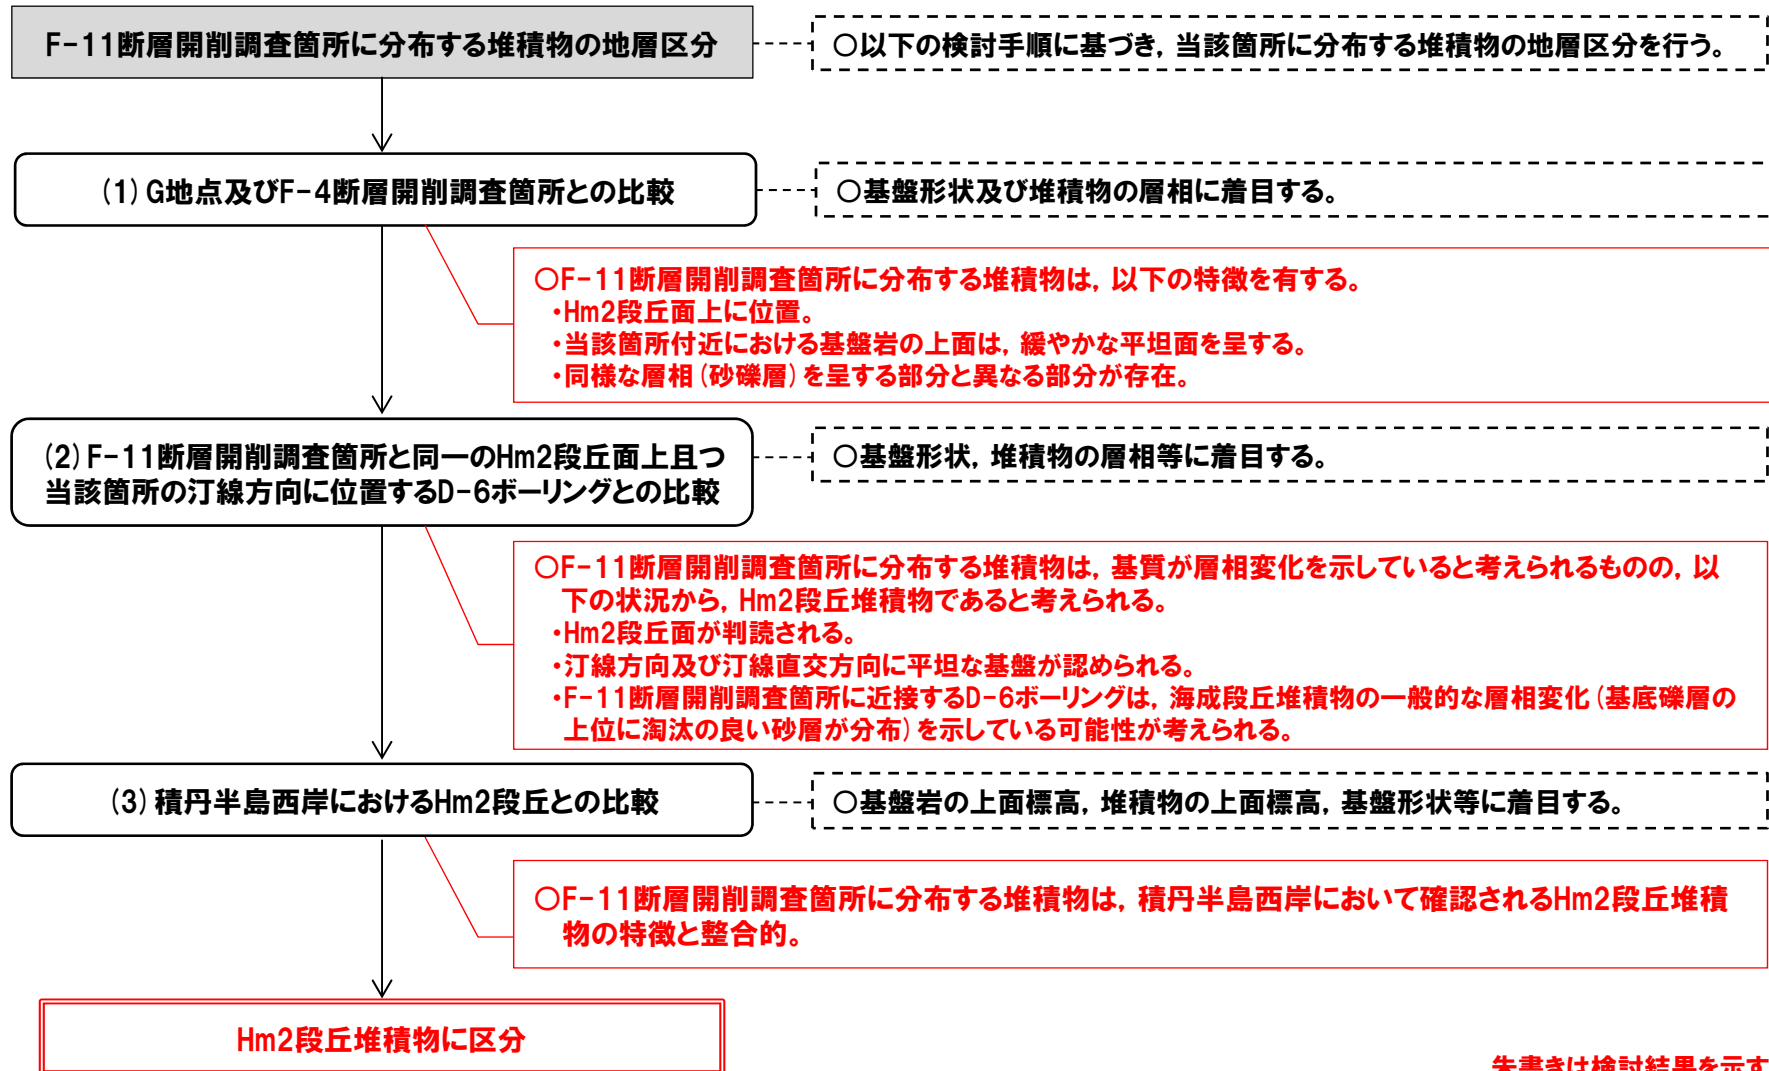 F-11断層開削調査箇所に分布する堆積物の地層区分
○以下の検討手順に基づき，当該箇所に分布する堆積物の地層区分を行う。
(1)G地点及びF-4断層開削調査箇所との比較
○基盤形状及び堆積物の層相に着目する。
○F-11断層開削調査箇所に分布する堆積物は，以下の特徴を有する。
・Hm2段丘面上に位置。
・当該箇所付近における基盤岩の上面は，緩やかな平坦面を呈する。
・同様な層相(砂礫層)を呈する部分と異なる部分が存在。
(2)F-11断層開削調査箇所と同一のHm2段丘面上且つ
当該箇所の汀線方向に位置するD-6ボーリングとの比較
○基盤形状，堆積物の層相等に着目する。
○F-11断層開削調査箇所に分布する堆積物は，基質が層相変化を示していると考えられるものの，以
下の状況から，Hm2段丘堆積物であると考えられる。
・Hm2段丘面が判読される。
・汀線方向及び汀線直交方向に平坦な基盤が認められる。
・F-11断層開削調査箇所に近接するD-6ボーリングは，海成段丘堆積物の一般的な層相変化(基底礫層の
上位に淘汰の良い砂層が分布)を示している可能性が考えられる。
(3)積丹半島西岸におけるHm2段丘との比較
○基盤岩の上面標高，堆積物の上面標高，基盤形状等に着目する。
○F-11断層開削調査箇所に分布する堆積物は，積丹半島西岸において確認されるHm2段丘堆積
物の特徴と整合的。
Hm2段丘堆積物に区分
朱書きは検討結果を示す